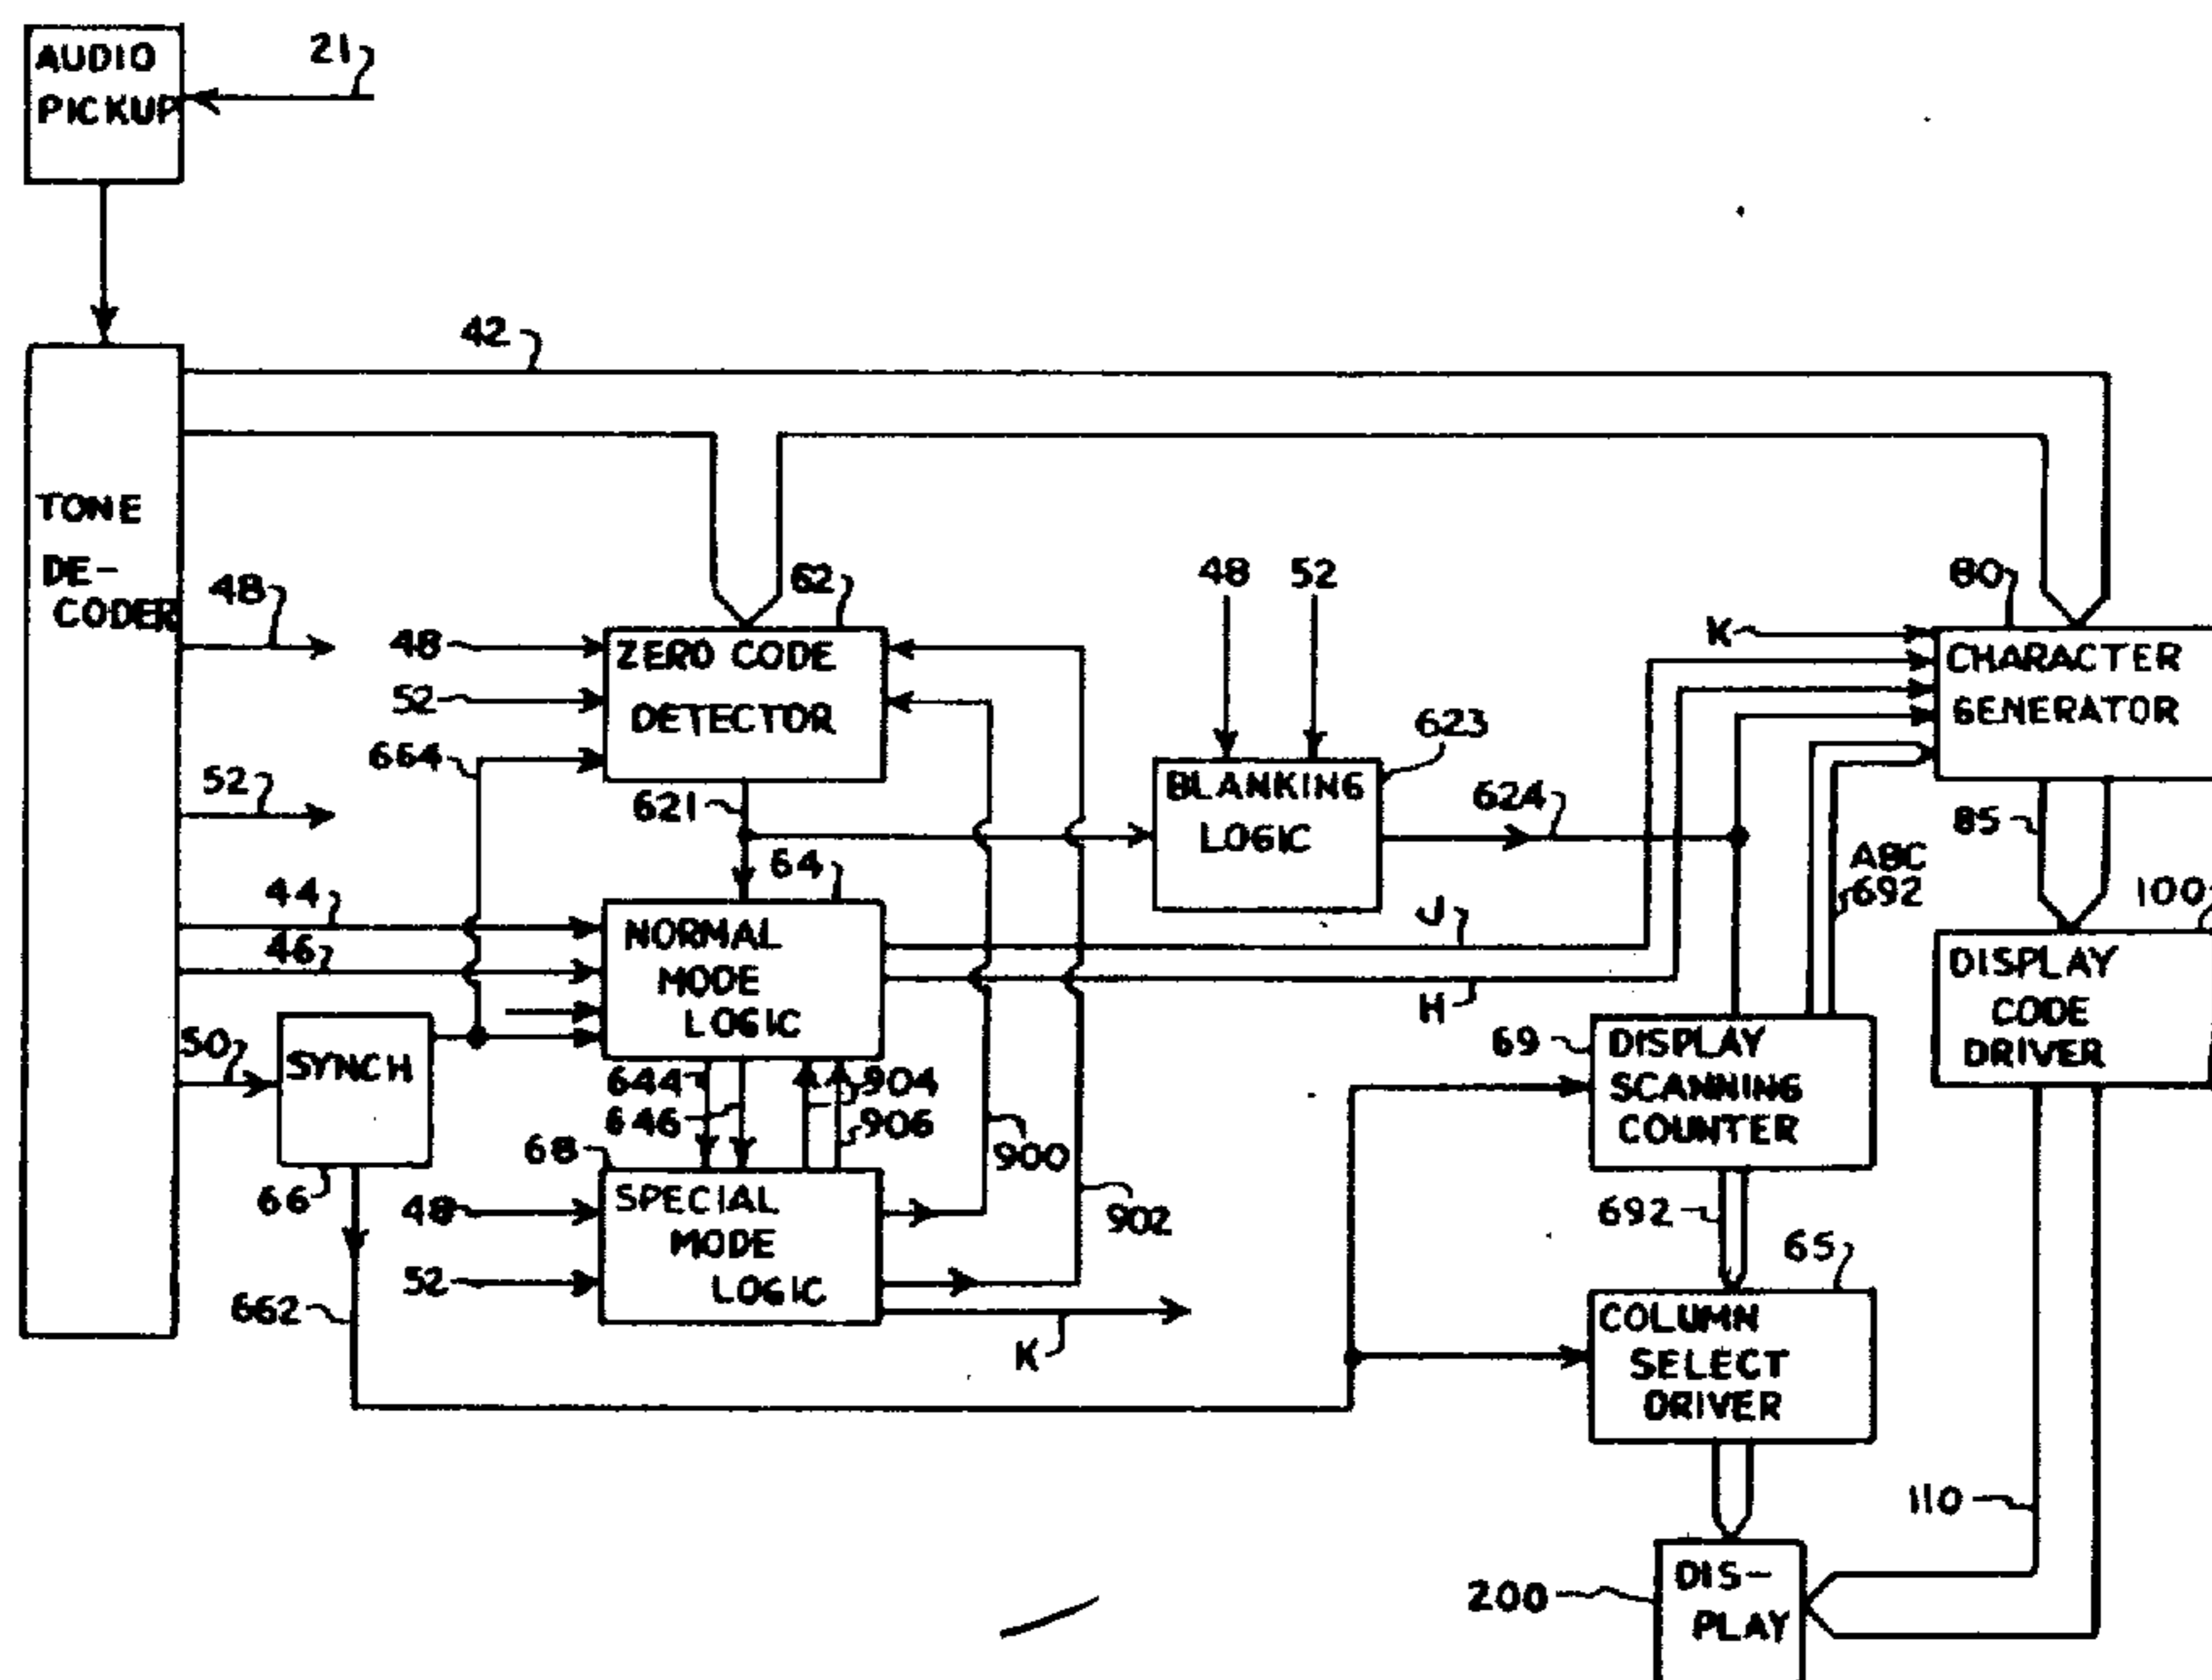 AUDIO
PICKUP
21
42
TONE
DE-
CODER
48
52
44
46
50
48
52
664
62
ZERO CODE
DETECTOR
621
64
NORMAL
MODE
LOGIC
SYNCH
66
662
644
646
904
906
68
48
52
SPECIAL
MODE
LOGIC
900
902
K
48 52
623
BLANKING
LOGIC
624
J
H
K
80
CHARACTER
GENERATOR
85
ABC
692
100
DISPLAY
CODE
DRIVER
69
DISPLAY
SCANNING
COUNTER
692
65
COLUMN
SELECT
DRIVER
110
200
DIS-
PLAY